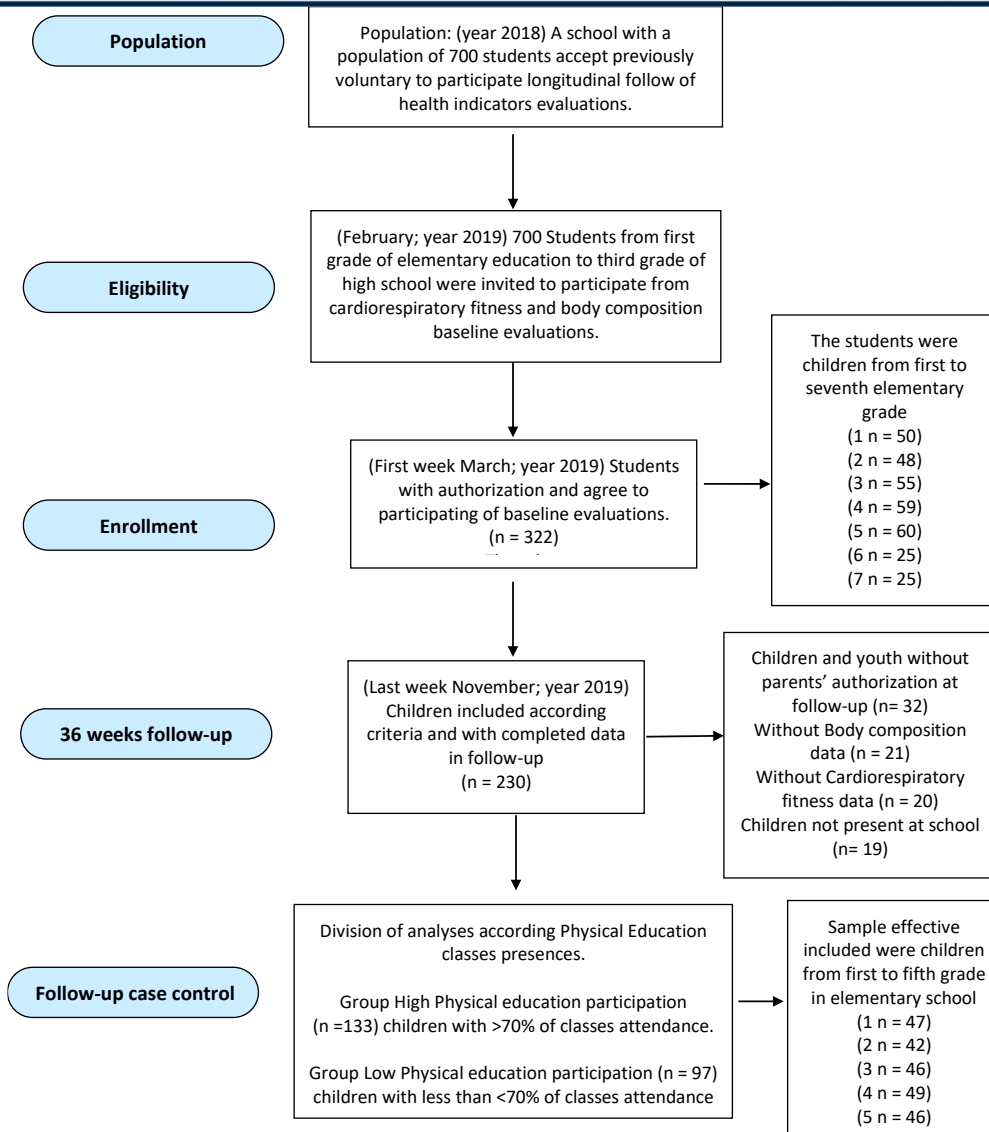 Population
Population: (year 2018) A school with a
population of 700 students accept previously
voluntary to participate longitudinal follow of
health indicators evaluations.
Eligibility
(February; year 2019) 700 Students from first
grade of elementary education to third grade of
high school were invited to participate from
cardiorespiratory fitness and body composition
baseline evaluations.
Enrollment
(First week March; year 2019) Students
with authorization and agree to
participating of baseline evaluations.
(n = 322)
The students were
children from first to
seventh elementary
grade
(1 n = 50)
(2 n = 48)
(3 n = 55)
(4 n = 59)
(5 n = 60)
(6 n = 25)
(7 n = 25)
36 weeks follow-up
(Last week November; year 2019)
Children included according
criteria and with completed data
in follow-up
(n = 230)
Children and youth without
parents’ authorization at
follow-up (n= 32)
Without Body composition
data (n = 21)
Without Cardiorespiratory
fitness data (n = 20)
Children not present at school
(n= 19)
Follow-up case control
Division of analyses according Physical Education
classes presences.
Group High Physical education participation
(n =133) children with >70% of classes attendance.
Group Low Physical education participation (n = 97)
children with less than <70% of classes attendance
Sample effective
included were children
from first to fifth grade
in elementary school
(1 n = 47)
(2 n = 42)
(3 n = 46)
(4 n = 49)
(5 n = 46)